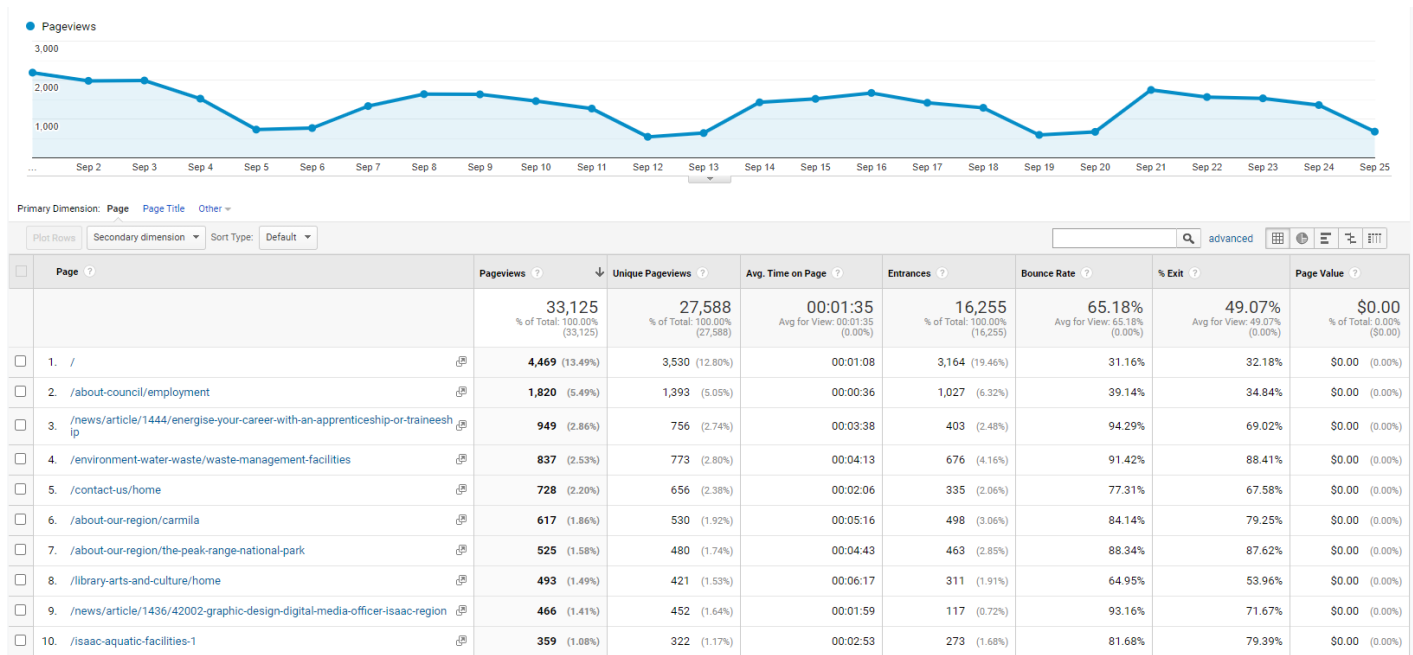 Pageviews
3,000
2,000
1,000
... Sep 2 Sep 3 Sep 4 Sep 5 Sep 6 Sep 7 Sep 8 Sep 9 Sep 10 Sep 11 Sep 12 Sep 13 Sep 14 Sep 15 Sep 16 Sep 17 Sep 18 Sep 19 Sep 20 Sep 21 Sep 22 Sep 23 Sep 24 Sep 25
Primary Dimension: Page Page Title Other
Plot Rows Secondary dimension Sort Type: Default advanced
Page ? Pageviews ? Unique Pageviews ? Avg. Time on Page ? Entrances ? Bounce Rate ? % Exit ? Page Value ?
33,125 27,588 00:01:35 16,255 65.18% 49.07% $0.00
% of Total: 100.00% % of Total: 100.00% Avg for View: 00:01:35 % of Total: 100.00% Avg for View: 65.18% Avg for View: 49.07% % of Total: 0.00%
(33,125) (27,588) (0.00%) (16,255) (0.00%) (0.00%) ($0.00)
1. / 4,469 (13.49%) 3,530 (12.80%) 00:01:08 3,164 (19.46%) 31.16% 32.18% $0.00 (0.00%)
2. /about-council/employment 1,820 (5.49%) 1,393 (5.05%) 00:00:36 1,027 (6.32%) 39.14% 34.84% $0.00 (0.00%)
3. /news/article/1444/energise-your-career-with-an-apprenticeship-or-traineesh
ip 949 (2.86%) 756 (2.74%) 00:03:38 403 (2.48%) 94.29% 69.02% $0.00 (0.00%)
4. /environment-water-waste/waste-management-facilities 837 (2.53%) 773 (2.80%) 00:04:13 676 (4.16%) 91.42% 88.41% $0.00 (0.00%)
5. /contact-us/home 728 (2.20%) 656 (2.38%) 00:02:06 335 (2.06%) 77.31% 67.58% $0.00 (0.00%)
6. /about-our-region/carmila 617 (1.86%) 530 (1.92%) 00:05:16 498 (3.06%) 84.14% 79.25% $0.00 (0.00%)
7. /about-our-region/the-peak-range-national-park 525 (1.58%) 480 (1.74%) 00:04:43 463 (2.85%) 88.34% 87.62% $0.00 (0.00%)
8. /library-arts-and-culture/home 493 (1.49%) 421 (1.53%) 00:06:17 311 (1.91%) 64.95% 53.96% $0.00 (0.00%)
9. /news/article/1436/42002-graphic-design-digital-media-officer-isaac-region 466 (1.41%) 452 (1.64%) 00:01:59 117 (0.72%) 93.16% 71.67% $0.00 (0.00%)
10. /isaac-aquatic-facilities-1 359 (1.08%) 322 (1.17%) 00:02:53 273 (1.68%) 81.68% 79.39% $0.00 (0.00%)